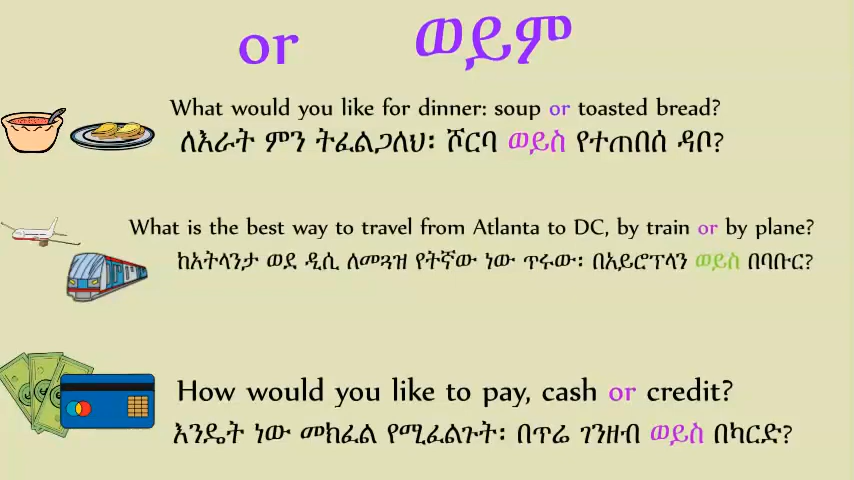 or ወይም
What would you like for dinner: soup or toasted bread?
ለእራት ምን ትፈልጋለህ፡ ሾርባ ወይስ የተጠበሰ ዳቦ?
What is the best way to travel from Atlanta to DC, by train or by plane?
ከአትላንታ ወደ ዲሲ ለመጓዝ የትኛው ነው ጥሩው፡ በአይሮፕላን ወይስ በባቡር?
How would you like to pay, cash or credit?
እንዴት ነው መክፈል የሚፈልጉት፡ በጥሬ ገንዘብ ወይስ በካርድ?